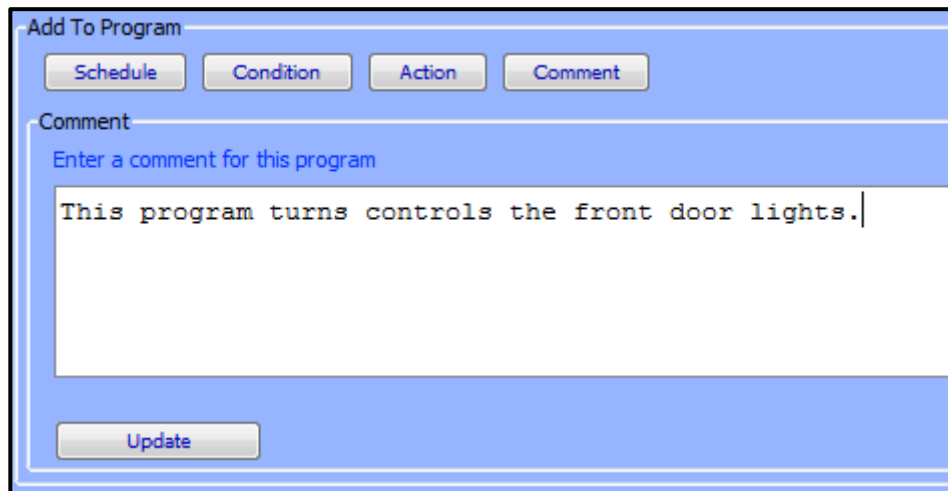 Add To Program
Schedule Condition Action Comment
Comment
Enter a comment for this program
This program turns controls the front door lights.
Update